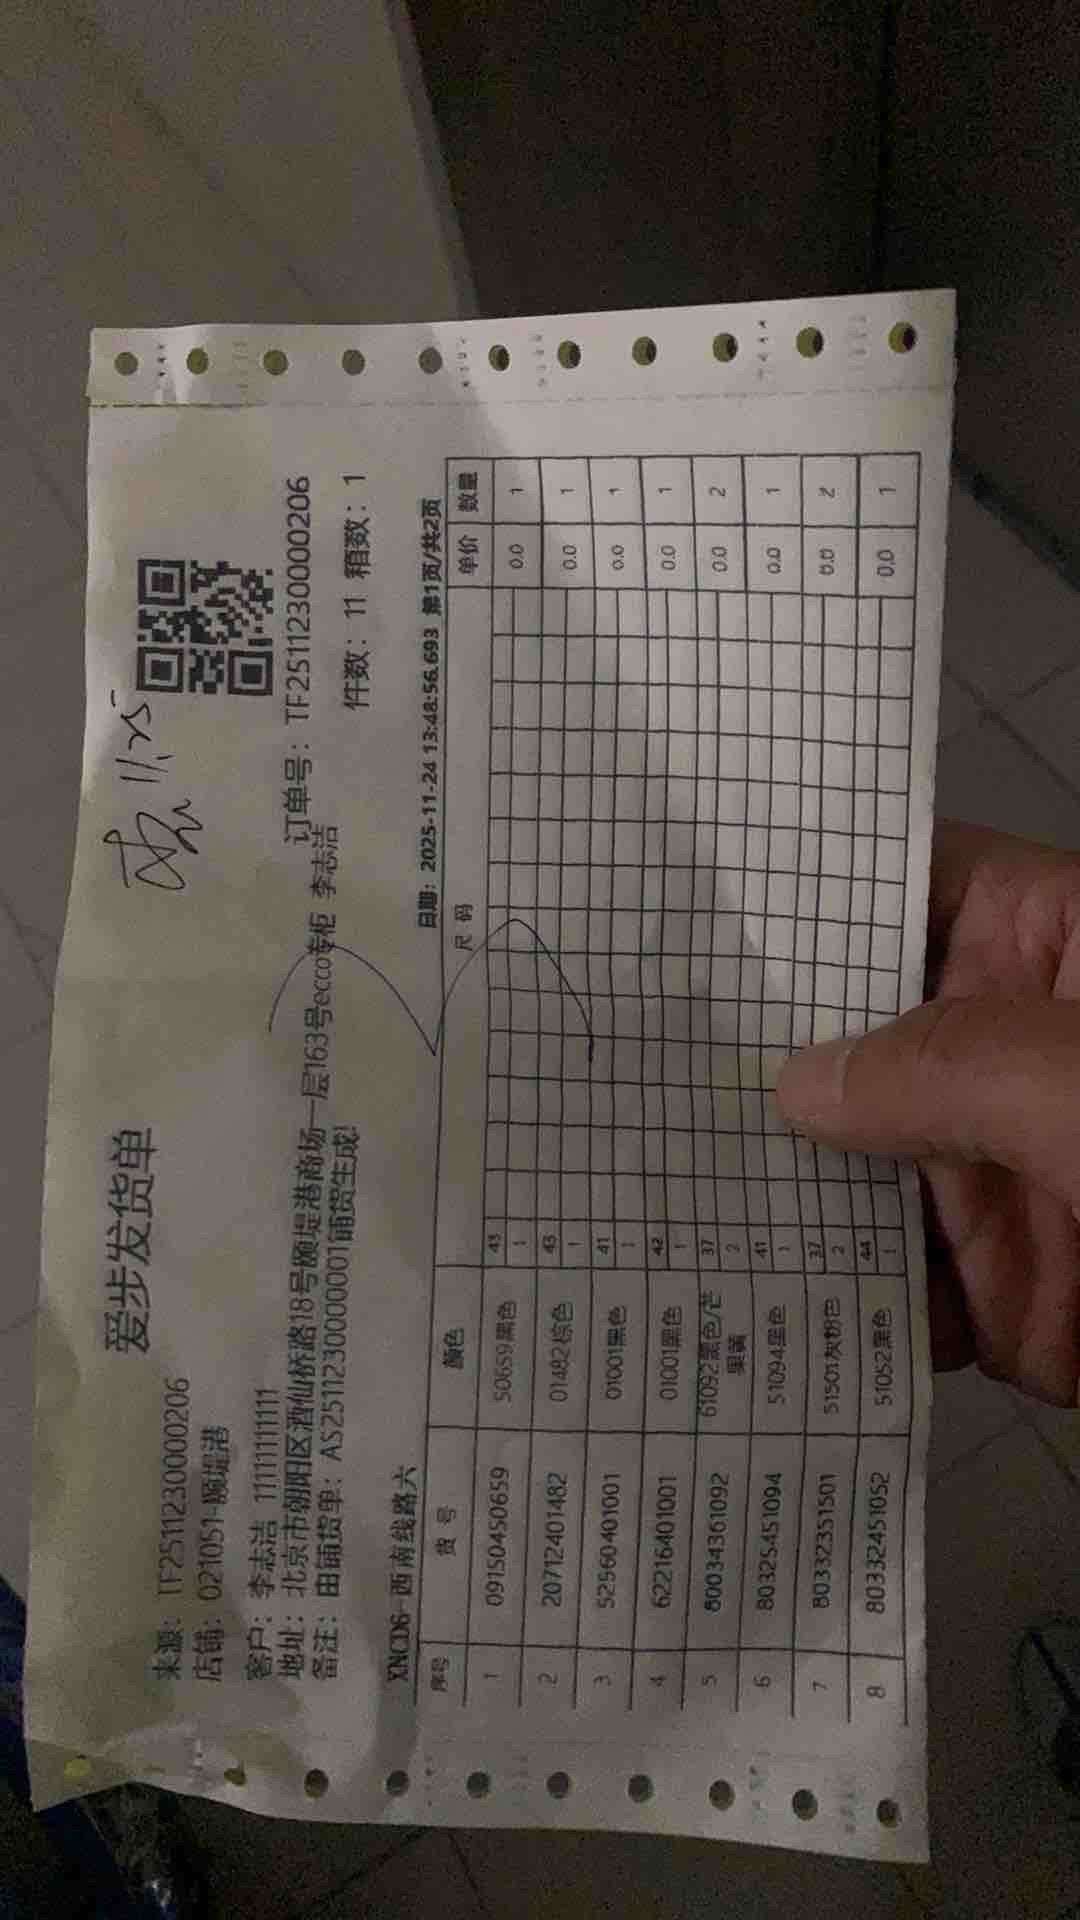 爱步发货单
11/25
来源：TF251123000206
店铺：021051-颐堤港
订单号：TF251123000206
客户：李志洁 11111111111
件数：11 箱数：1
地址：北京市朝阳区酒仙桥路18号颐堤港商场一层163号ecco专柜 李志洁
备注：由铺货单：AS251123000001铺货生成!
XNCD6-西南线路六 日期：2025-11-24 13:48:56.693 第1页/共2页
序号 货号 颜色 尺码 单价 数量
1 09150450659 50659黑色 43 1 0.0 1
2 20712401482 01482棕色 43 1 0.0 1
3 52560401001 01001黑色 41 1 0.0 1
4 62216401001 01001黑色 42 1 0.0 1
5 80034361092 61092黑色/芒果黄 37 2 0.0 2
6 80325451094 51094黑色 41 1 0.0 1
7 80332351501 51501灰粉色 37 2 0.0 2
8 80332451052 51052黑色 44 1 0.0 1